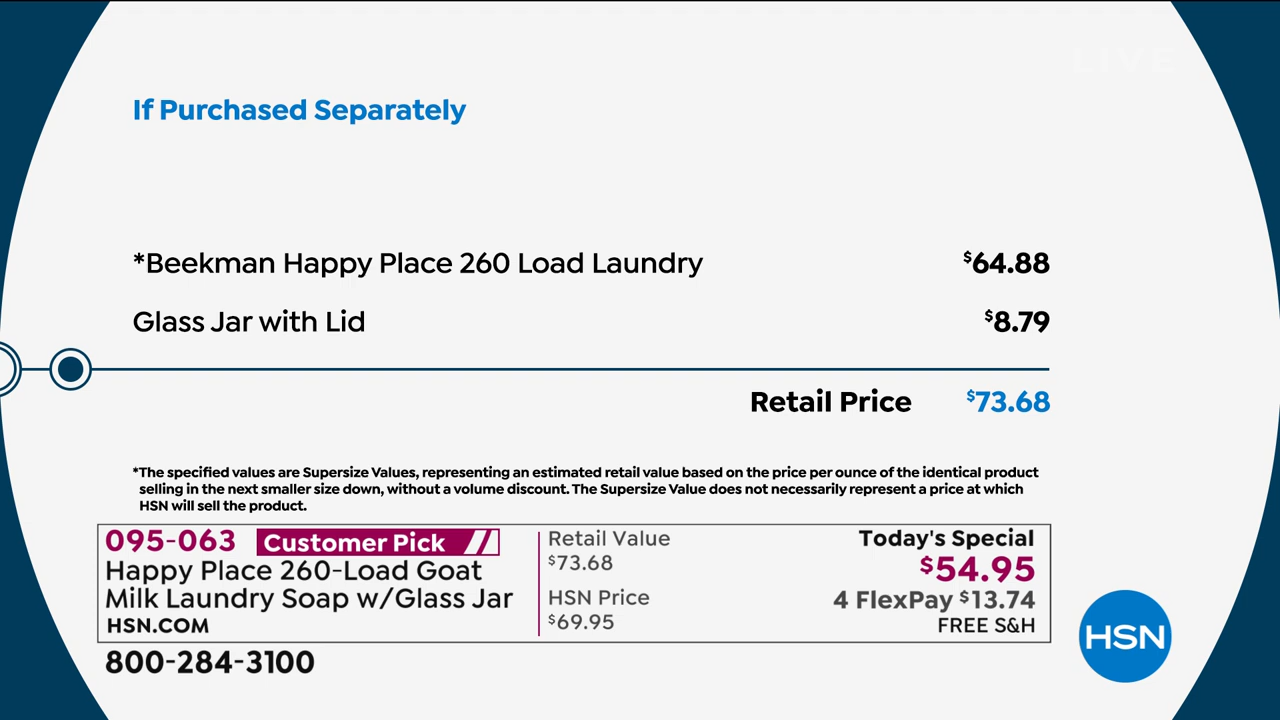 LIVE
If Purchased Separately
*Beekman Happy Place 260 Load Laundry $64.88
Glass Jar with Lid $8.79
Retail Price $73.68
*The specified values are Supersize Values, representing an estimated retail value based on the price per ounce of the identical product
selling in the next smaller size down, without a volume discount. The Supersize Value does not necessarily represent a price at which
HSN will sell the product.
095-063 Customer Pick
Happy Place 260-Load Goat
Milk Laundry Soap w/Glass Jar
HSN.COM
Retail Value
$73.68
HSN Price
$69.95
Today's Special
$54.95
4 FlexPay $13.74
FREE S&H
800-284-3100
HSN